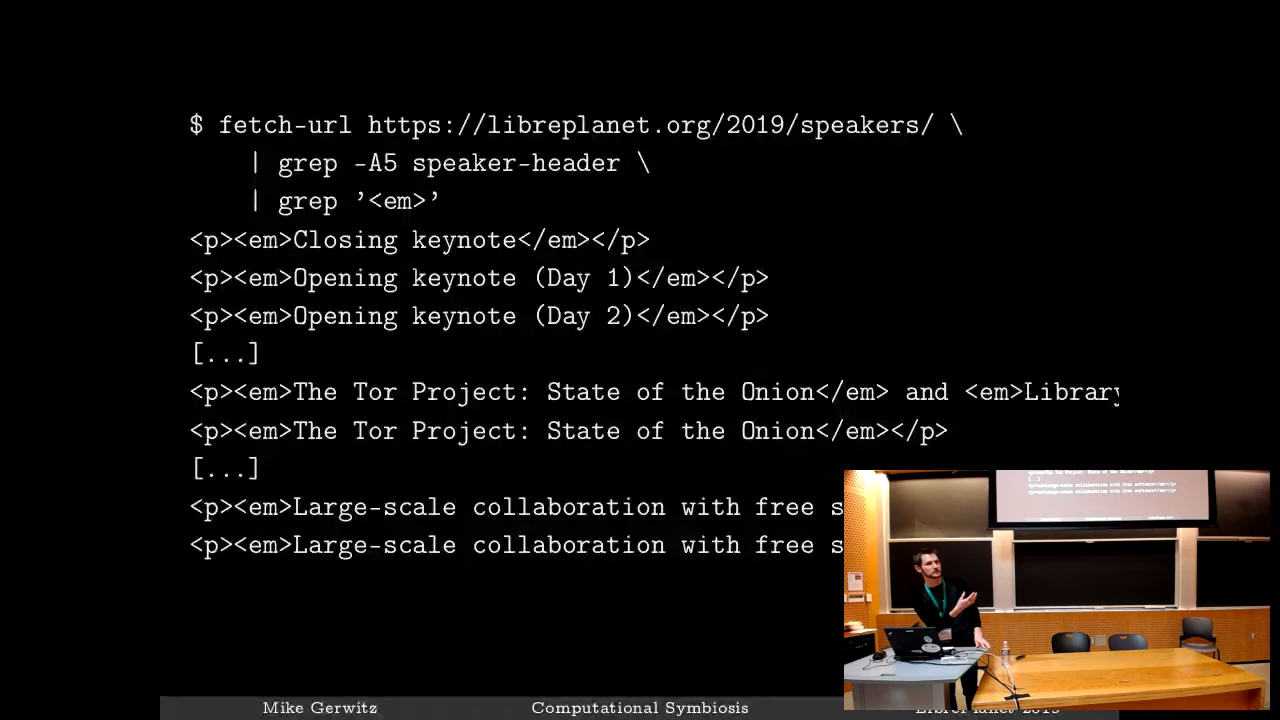 $ fetch-url https://libreplanet.org/2019/speakers/ \
| grep -A5 speaker-header \
| grep '<em>'
<p><em>Closing keynote</em></p>
<p><em>Opening keynote (Day 1)</em></p>
<p><em>Opening keynote (Day 2)</em></p>
[...]
<p><em>The Tor Project: State of the Onion</em> and <em>Library
<p><em>The Tor Project: State of the Onion</em></p>
[...]
<p><em>Large-scale collaboration with free s
<p><em>Large-scale collaboration with free s
Mike Gerwitz Computational Symbiosis LibrePlanet 2019